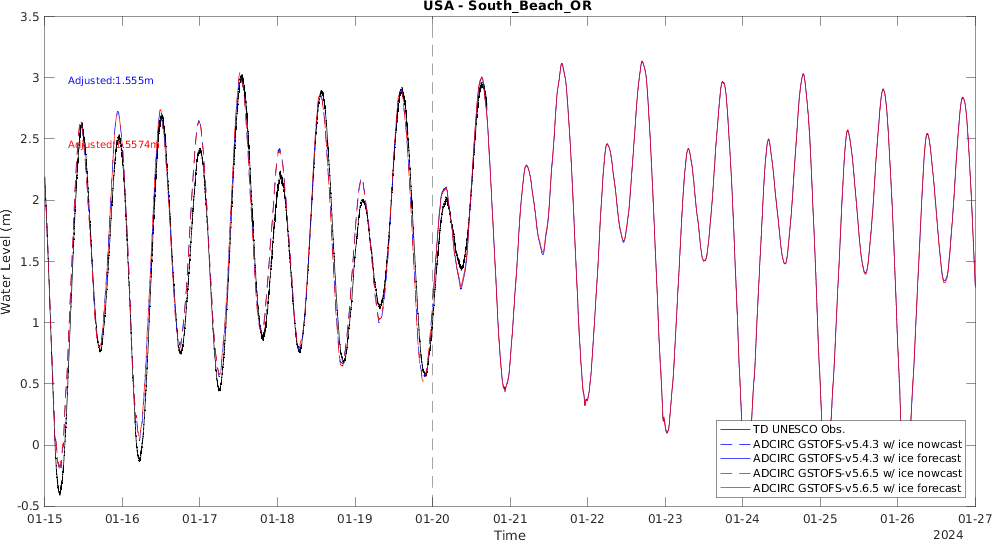 USA - South_Beach_OR
3.5
3
2.5
2
1.5
1
0.5
0
-0.5
Water Level (m)
Adjusted:1.555m
Adjusted:1.5574m
TD UNESCO Obs.
ADCIRC GSTOFS-v5.4.3 w/ ice nowcast
ADCIRC GSTOFS-v5.4.3 w/ ice forecast
ADCIRC GSTOFS-v5.6.5 w/ ice nowcast
ADCIRC GSTOFS-v5.6.5 w/ ice forecast
01-15 01-16 01-17 01-18 01-19 01-20 01-21 01-22 01-23 01-24 01-25 01-26 01-27
Time
2024